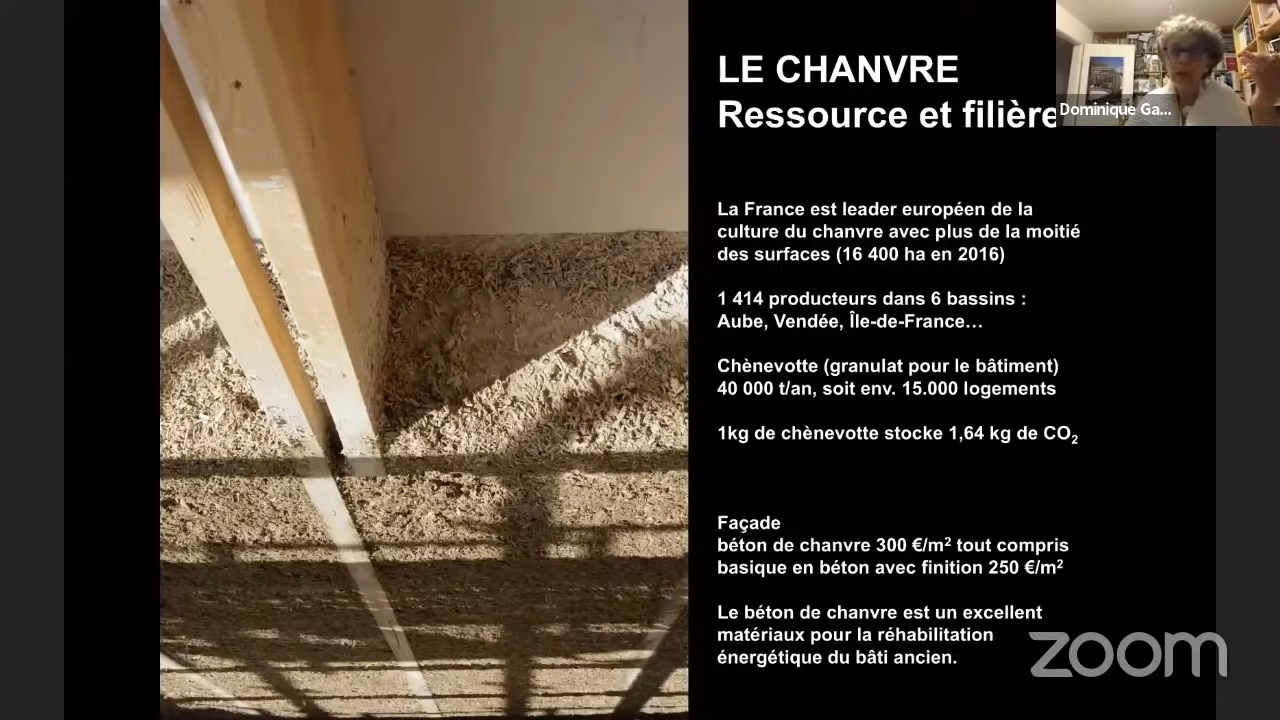 LE CHANVRE
Ressource et filière
Dominique Ga...
La France est leader européen de la
culture du chanvre avec plus de la moitié
des surfaces (16 400 ha en 2016)
1 414 producteurs dans 6 bassins :
Aube, Vendée, Île-de-France…
Chènevotte (granulat pour le bâtiment)
40 000 t/an, soit env. 15.000 logements
1kg de chènevotte stocke 1,64 kg de CO₂
Façade
béton de chanvre 300 €/m² tout compris
basique en béton avec finition 250 €/m²
Le béton de chanvre est un excellent
matériaux pour la réhabilitation
énergétique du bâti ancien.
zoom